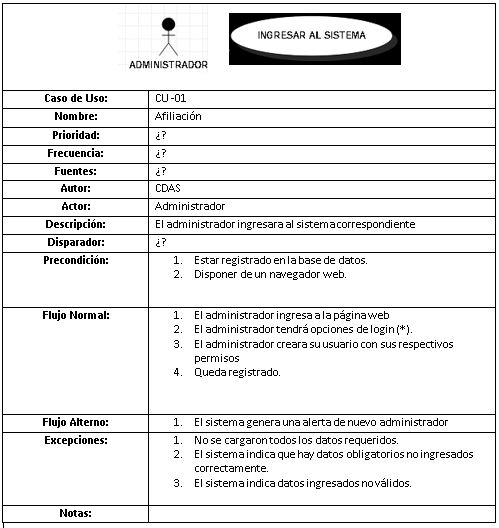 ADMINISTRADOR
INGRESAR AL SISTEMA
Caso de Uso: CU-01
Nombre: Afiliación
Prioridad: ¿?
Frecuencia: ¿?
Fuentes: ¿?
Autor: CDAS
Actor: Administrador
Descripción: El administrador ingresara al sistema correspondiente
Disparador: ¿?
Precondición: 1. Estar registrado en la base de datos.
2. Disponer de un navegador web.
Flujo Normal: 1. El administrador ingresa a la página web
2. El administrador tendrá opciones de login (*).
3. El administrador creara su usuario con sus respectivos
permisos
4. Queda registrado.
Flujo Alterno: 1. El sistema genera una alerta de nuevo administrador
Excepciones: 1. No se cargaron todos los datos requeridos.
2. El sistema indica que hay datos obligatorios no ingresados
correctamente.
3. El sistema indica datos ingresados no válidos.
Notas: